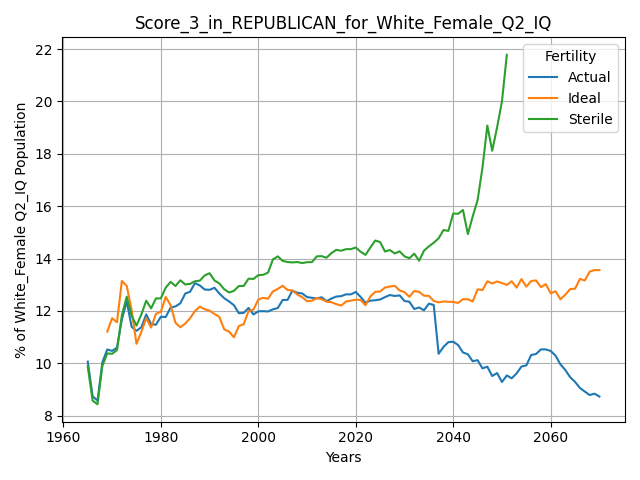 Score_3_in_REPUBLICAN_for_White_Female_Q2_IQ
Fertility
Actual
Ideal
Sterile
% of White_Female Q2_IQ Population
22
20
18
16
14
12
10
8
1960
1980
2000
2020
2040
2060
Years